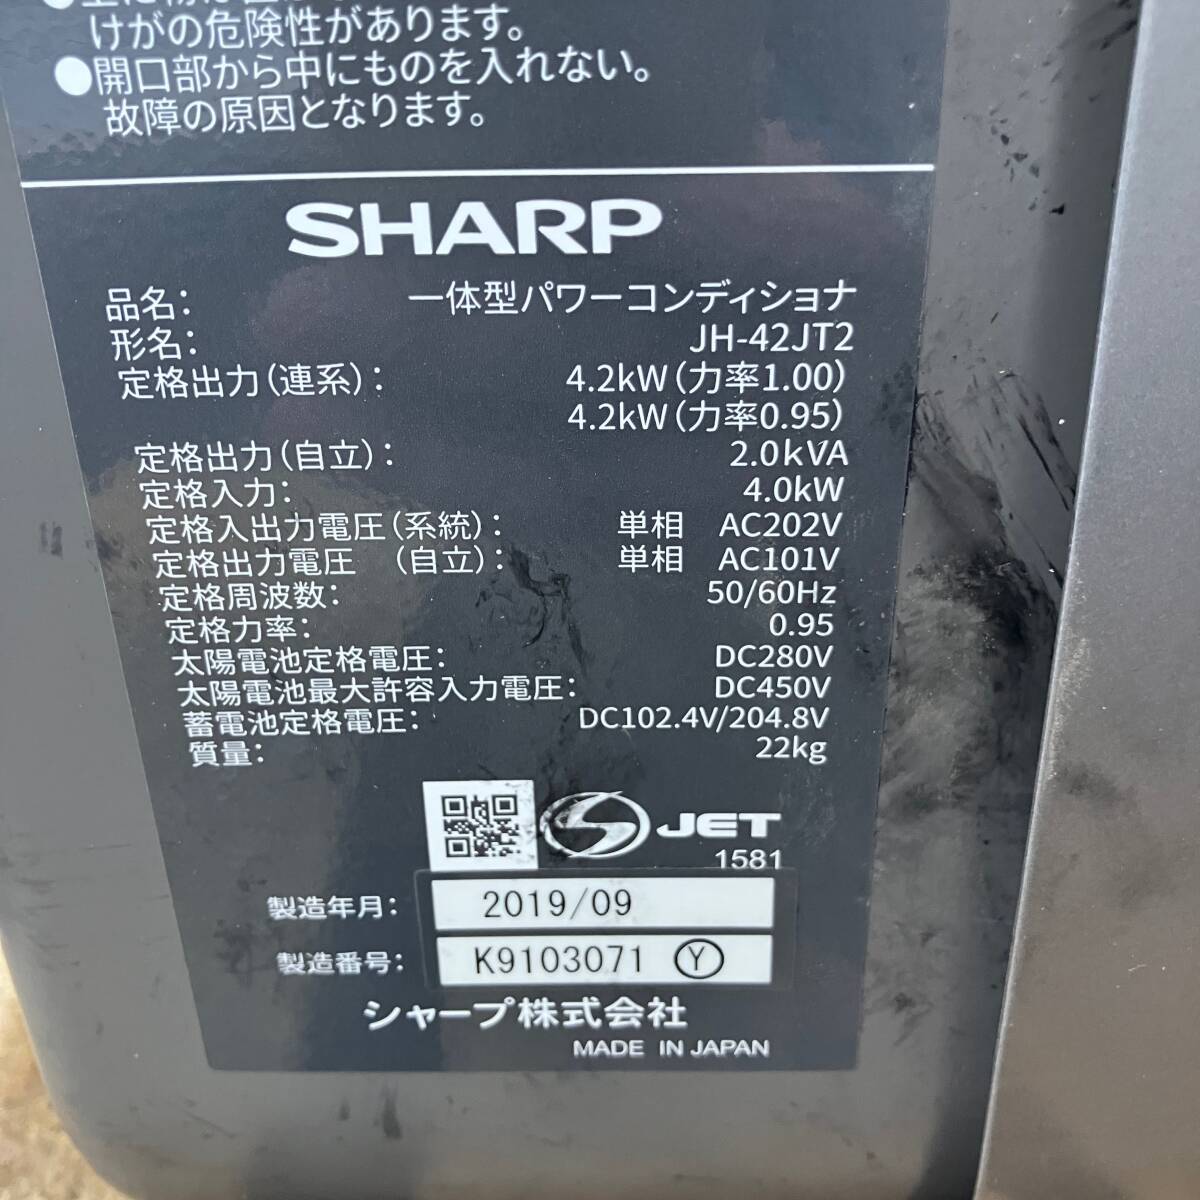 けがの危険性があります。
●開口部から中にものを入れない。
故障の原因となります。
SHARP
品名： 一体型パワーコンディショナ
形名： JH-42JT2
定格出力（連系）： 4.2kW（力率1.00）
4.2kW（力率0.95）
定格出力（自立）： 2.0kVA
定格入力： 4.0kW
定格入出力電圧（系統）： 単相 AC202V
定格出力電圧 （自立）： 単相 AC101V
定格周波数： 50/60Hz
定格力率： 0.95
太陽電池定格電圧： DC280V
太陽電池最大許容入力電圧： DC450V
蓄電池定格電圧： DC102.4V/204.8V
質量： 22kg
JET
1581
製造年月： 2019/09
製造番号： K9103071 Ⓨ
シャープ株式会社
MADE IN JAPAN